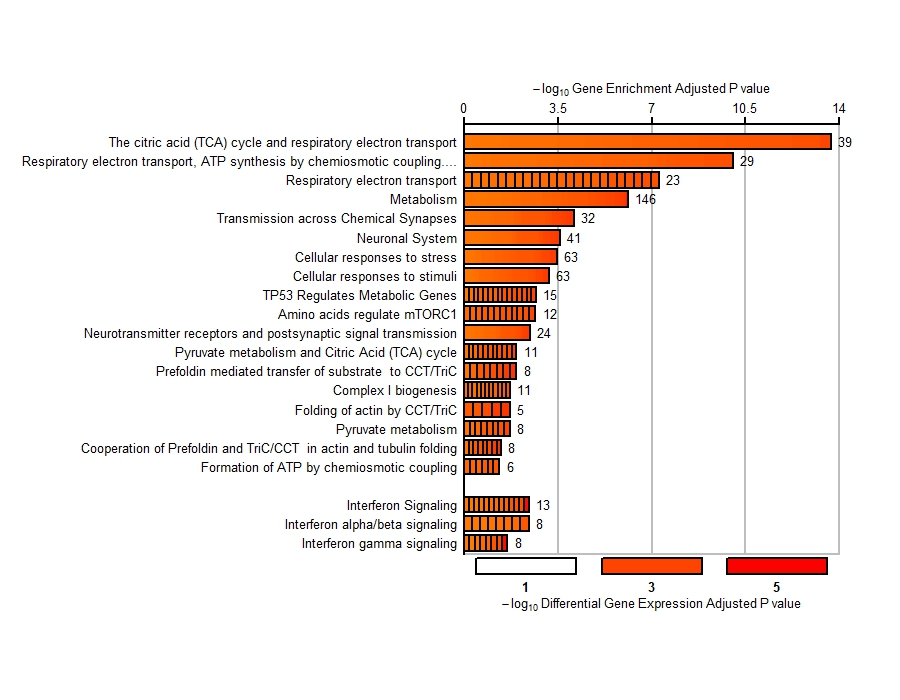 –log10 Gene Enrichment Adjusted P value
0 3.5 7 10.5 14
The citric acid (TCA) cycle and respiratory electron transport 39
Respiratory electron transport, ATP synthesis by chemiosmotic coupling.... 29
Respiratory electron transport 23
Metabolism 146
Transmission across Chemical Synapses 32
Neuronal System 41
Cellular responses to stress 63
Cellular responses to stimuli 63
TP53 Regulates Metabolic Genes 15
Amino acids regulate mTORC1 12
Neurotransmitter receptors and postsynaptic signal transmission 24
Pyruvate metabolism and Citric Acid (TCA) cycle 11
Prefoldin mediated transfer of substrate to CCT/TriC 8
Complex I biogenesis 11
Folding of actin by CCT/TriC 5
Pyruvate metabolism 8
Cooperation of Prefoldin and TriC/CCT in actin and tubulin folding 8
Formation of ATP by chemiosmotic coupling 6
Interferon Signaling 13
Interferon alpha/beta signaling 8
Interferon gamma signaling 8
1 3 5
–log10 Differential Gene Expression Adjusted P value